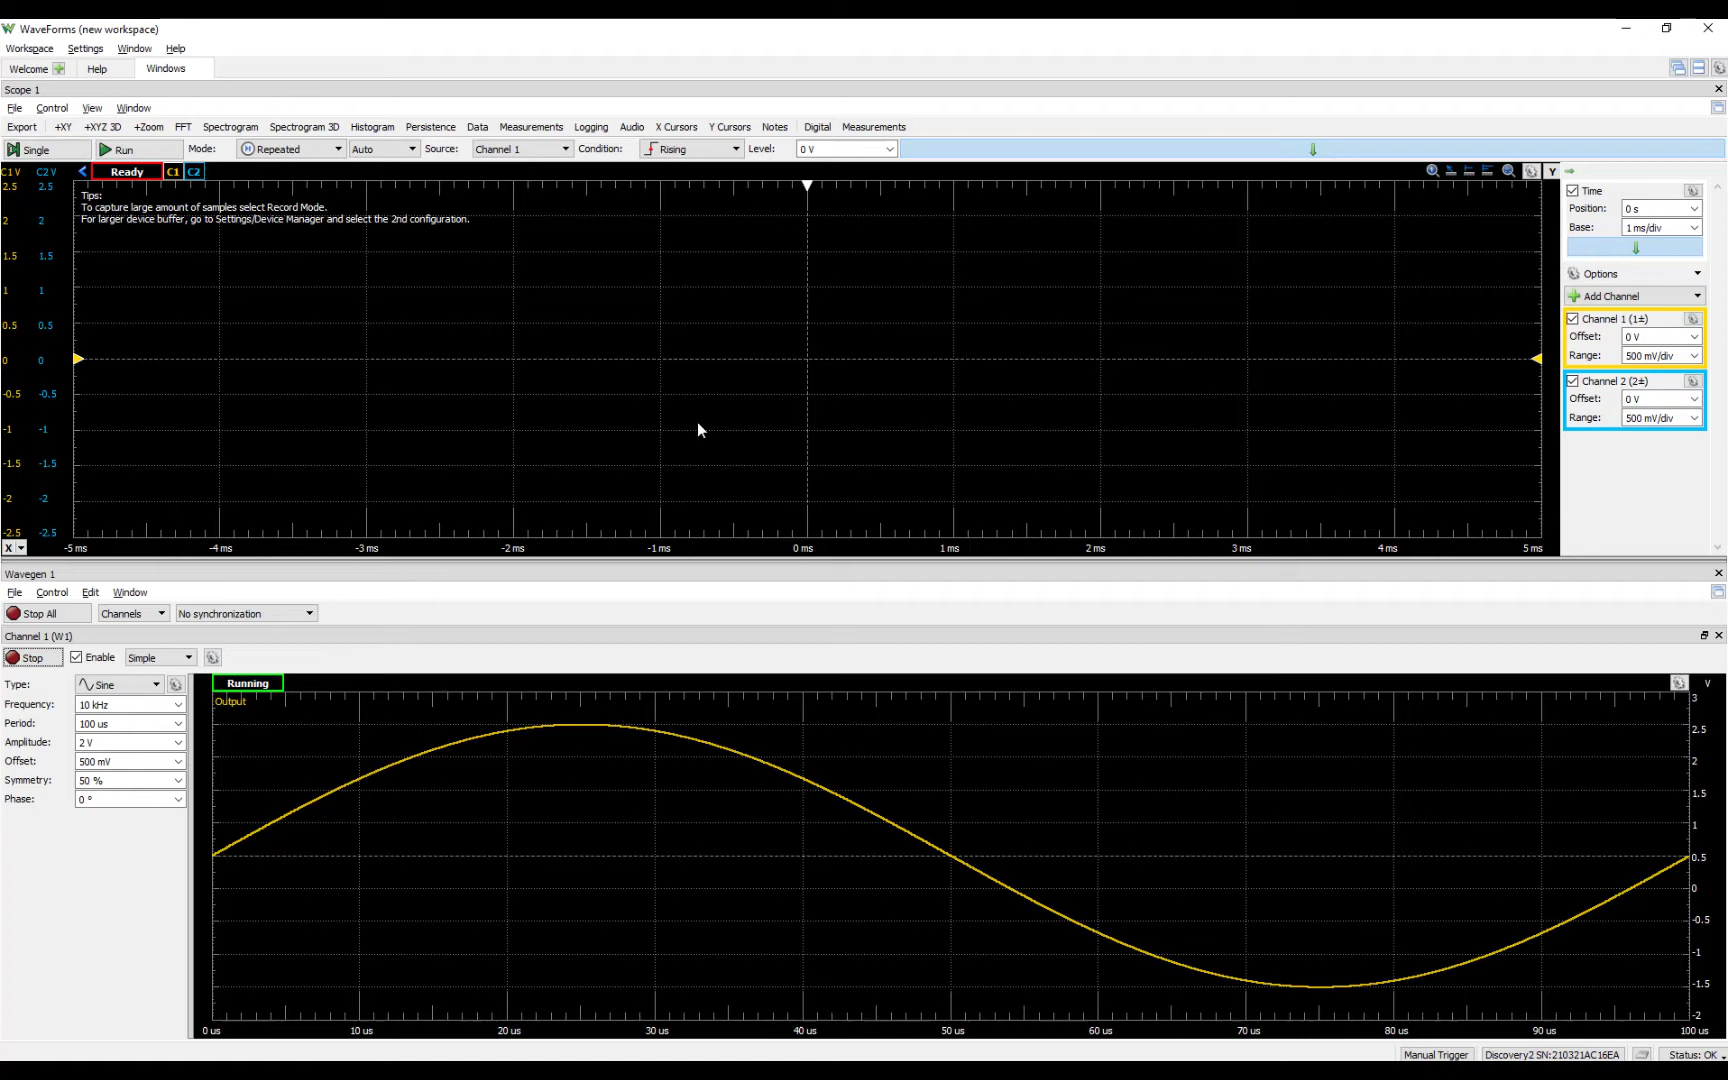 WaveForms (new workspace)
Workspace Settings Window Help
Welcome Help Windows
Scope 1
File Control View Window
Export +XY +XYZ 3D +Zoom FFT Spectrogram Spectrogram 3D Histogram Persistence Data Measurements Logging Audio X Cursors Y Cursors Notes Digital Measurements
Single Run Mode: Repeated Auto Source: Channel 1 Condition: Rising Level: 0 V
C1 V C2 V Ready C1 C2 Y
2.5 2.5
Tips:
To capture large amount of samples select Record Mode.
For larger device buffer, go to Settings/Device Manager and select the 2nd configuration.
2 2
1.5 1.5
1 1
0.5 0.5
0 0
-0.5 -0.5
-1 -1
-1.5 -1.5
-2 -2
-2.5 -2.5
X -5 ms -4 ms -3 ms -2 ms -1 ms 0 ms 1 ms 2 ms 3 ms 4 ms 5 ms
Time
Position: 0 s
Base: 1 ms/div
Options
Add Channel
Channel 1 (1±)
Offset: 0 V
Range: 500 mV/div
Channel 2 (2±)
Offset: 0 V
Range: 500 mV/div
Wavegen 1
File Control Edit Window
Stop All Channels No synchronization
Channel 1 (W1)
Stop Enable Simple
Type: Sine
Frequency: 10 kHz
Period: 100 us
Amplitude: 2 V
Offset: 500 mV
Symmetry: 50 %
Phase: 0 °
Running V
Output
3
2.5
2
1.5
1
0.5
0
-0.5
-1
-1.5
-2
0 us 10 us 20 us 30 us 40 us 50 us 60 us 70 us 80 us 90 us 100 us
Manual Trigger Discovery2 SN:210321AC16EA Status: OK